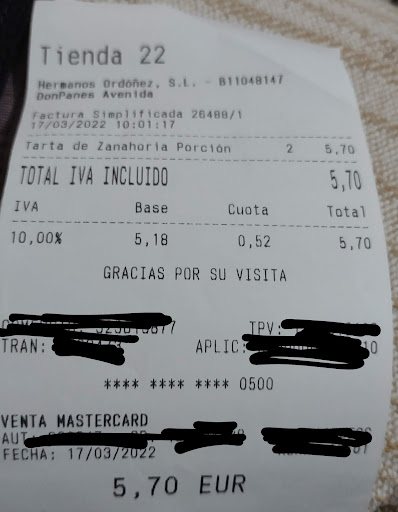 Tienda 22
Hermanos Ordóñez, S.L. - B11048147
DonPanes Avenida
Factura Simplificada 26488/1
17/03/2022 10:01:17
Tarta de Zanahoria Porción 2 5,70
TOTAL IVA INCLUIDO 5,70
IVA Base Cuota Total
10,00% 5,18 0,52 5,70
GRACIAS POR SU VISITA
TPV:
TRAN: APLIC: 10
**** **** **** 0500
VENTA MASTERCARD
FECHA: 17/03/2022
5,70 EUR